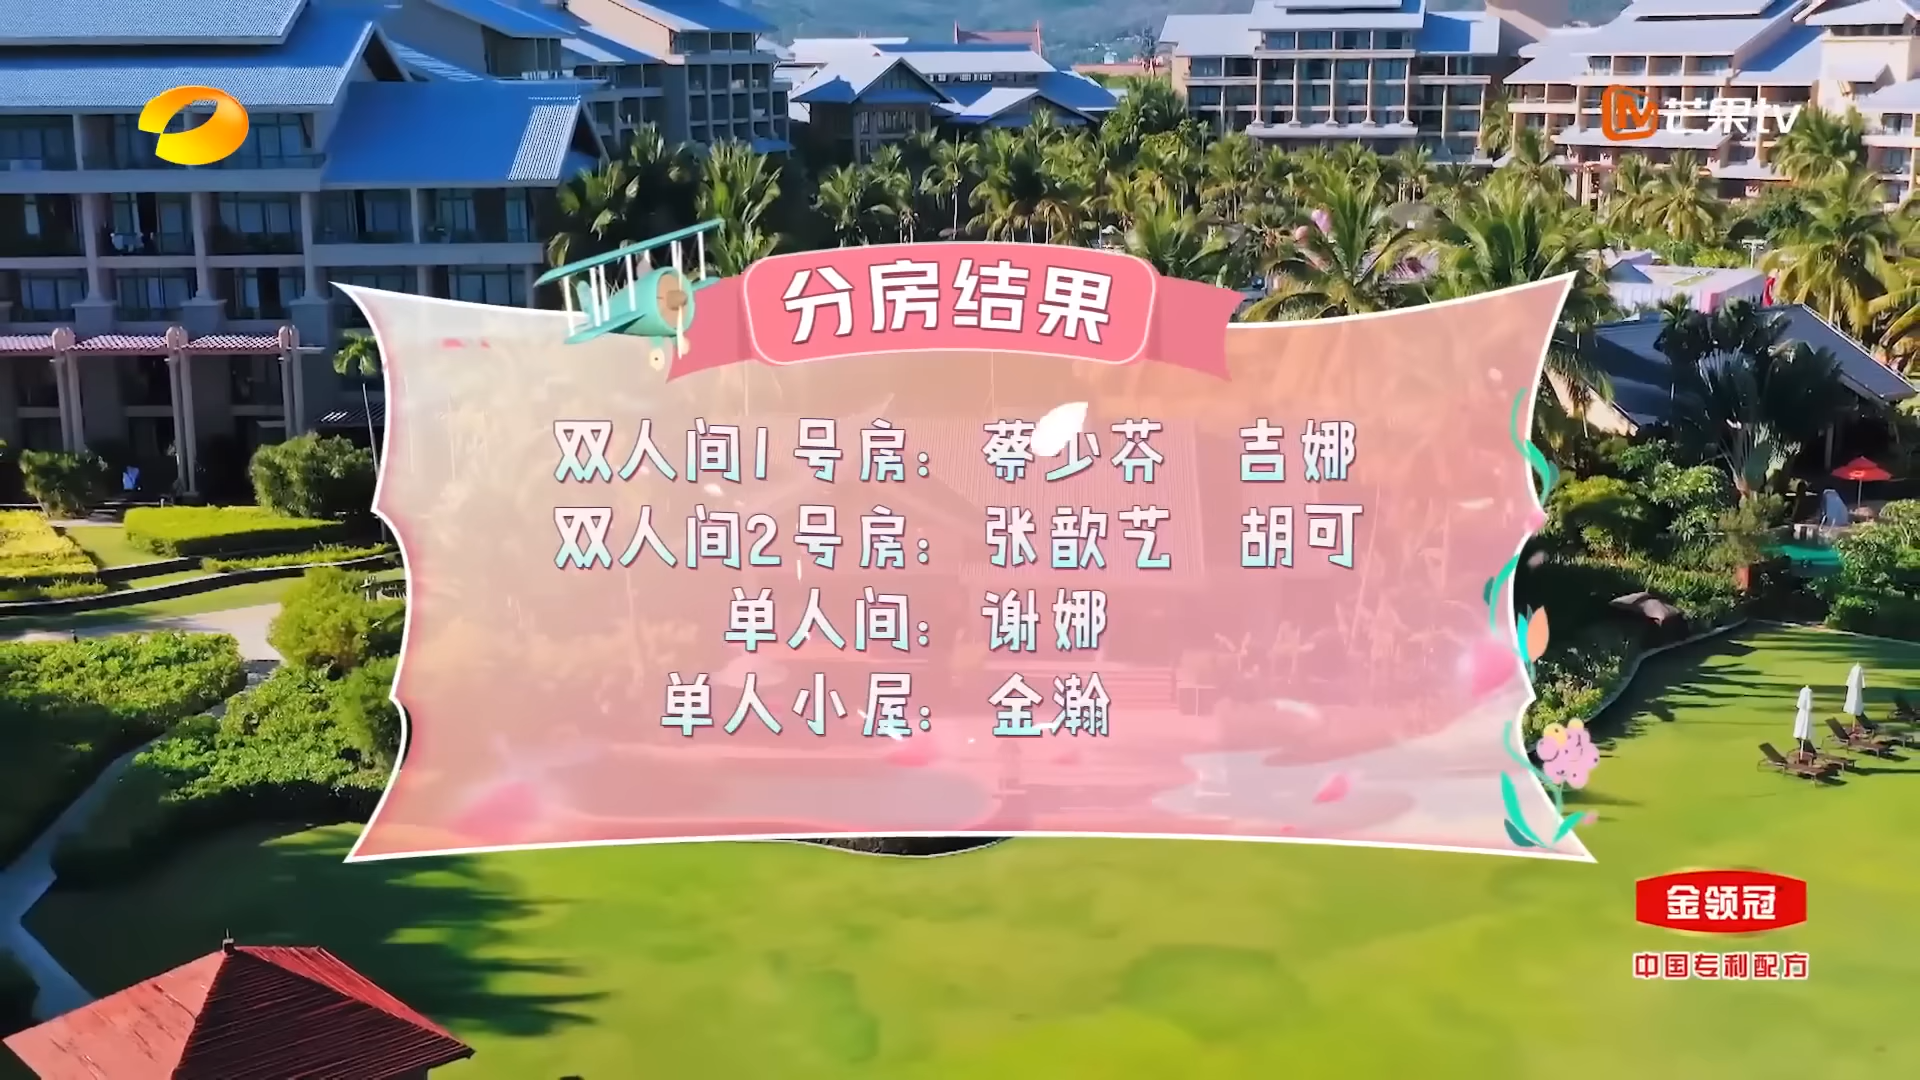 芒果tv
分房结果
双人间1号房：蔡少芬 吉娜
双人间2号房：张歆艺 胡可
单人间：谢娜
单人小屋：金瀚
金领冠
中国专利配方